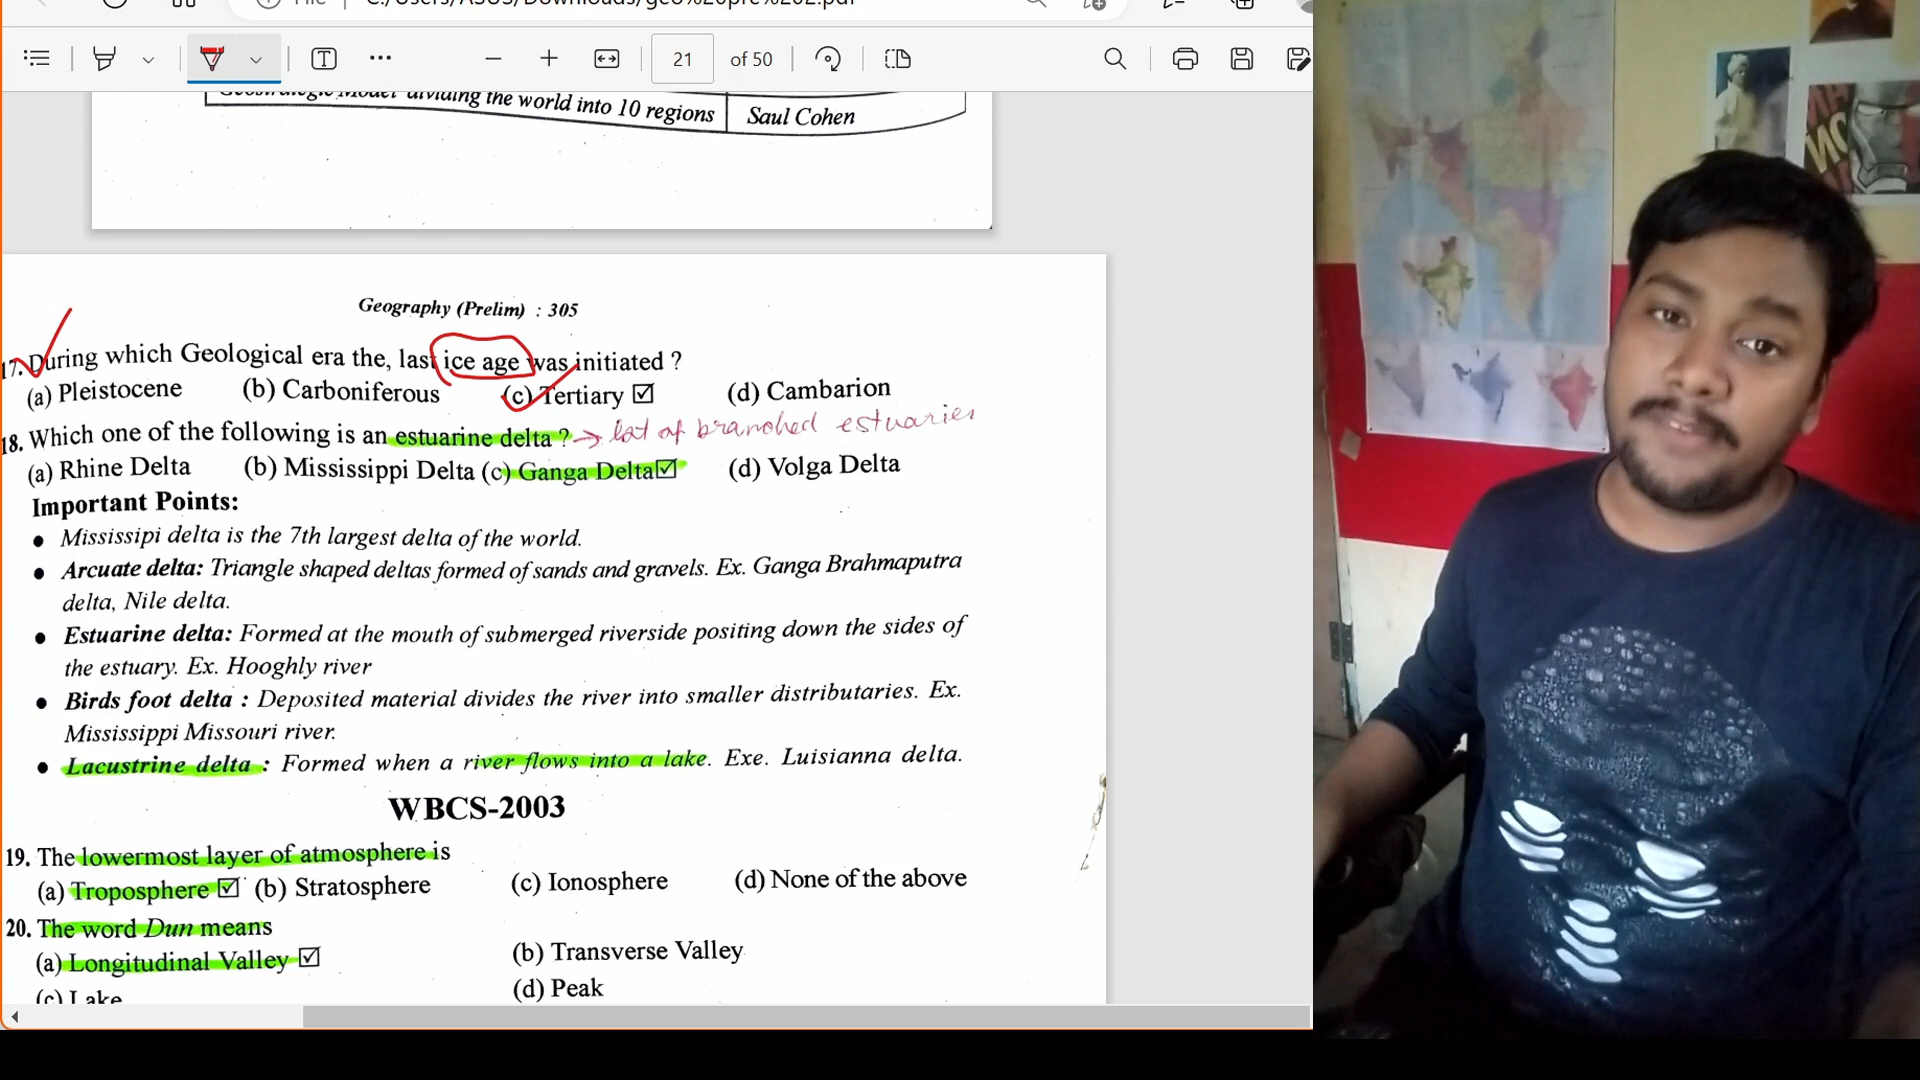 21 of 50
dividing the world into 10 regions
Saul Cohen
Geography (Prelim) : 305
17. During which Geological era the, last ice age was initiated ?
(a) Pleistocene (b) Carboniferous (c) Tertiary ☑ (d) Cambarion
18. Which one of the following is an estuarine delta ? → lot of branched estuaries
(a) Rhine Delta (b) Mississippi Delta (c) Ganga Delta ☑ (d) Volga Delta
Important Points:
● Mississipi delta is the 7th largest delta of the world.
● Arcuate delta: Triangle shaped deltas formed of sands and gravels. Ex. Ganga Brahmaputra
delta, Nile delta.
● Estuarine delta: Formed at the mouth of submerged riverside positing down the sides of
the estuary. Ex. Hooghly river
● Birds foot delta : Deposited material divides the river into smaller distributaries. Ex.
Mississippi Missouri river.
● Lacustrine delta : Formed when a river flows into a lake. Exe. Luisianna delta.
WBCS-2003
19. The lowermost layer of atmosphere is
(a) Troposphere ☑ (b) Stratosphere (c) Ionosphere (d) None of the above
20. The word Dun means
(a) Longitudinal Valley ☑ (b) Transverse Valley
(c) Lake (d) Peak